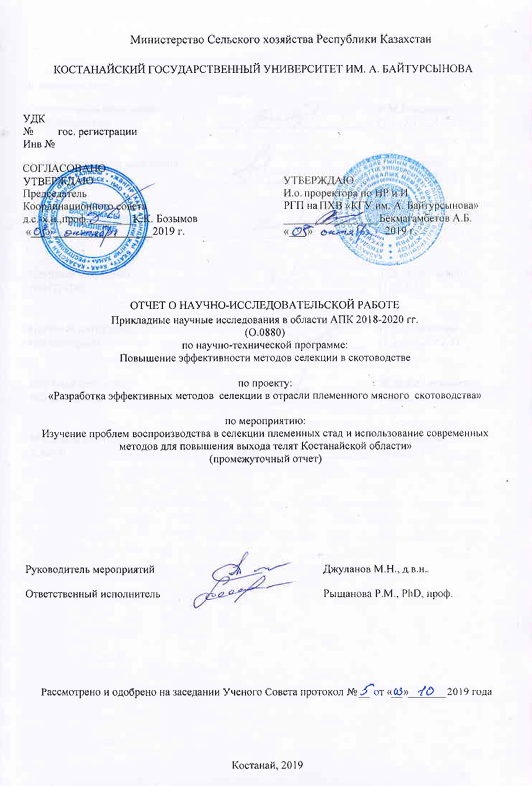 Министерство Сельского хозяйства Республики Казахстан
КОСТАНАЙСКИЙ ГОСУДАРСТВЕННЫЙ УНИВЕРСИТЕТ ИМ. А. БАЙТУРСЫНОВА
УДК
№ гос. регистрации
Инв №
СОГЛАСОВАНО
УТВЕРЖДАЮ
Председатель
Координационного совета
д.с.-х.н., проф. К.К. Бозымов
«05» октября 2019 г.
УТВЕРЖДАЮ
И.о. проректора по НР и И
РГП на ПХВ «КГУ им. А. Байтурсынова»
Бекмагамбетов А.Б.
«05» октября 2019 г.
ОТЧЕТ О НАУЧНО-ИССЛЕДОВАТЕЛЬСКОЙ РАБОТЕ
Прикладные научные исследования в области АПК 2018-2020 гг.
(О.0880)
по научно-технической программе:
Повышение эффективности методов селекции в скотоводстве
по проекту:
«Разработка эффективных методов селекции в отрасли племенного мясного скотоводства»
по мероприятию:
Изучение проблем воспроизводства в селекции племенных стад и использование современных
методов для повышения выхода телят Костанайской области»
(промежуточный отчет)
Руководитель мероприятий Джуланов М.Н., д.в.н..
Ответственный исполнитель Рыщанова Р.М., PhD, проф.
Рассмотрено и одобрено на заседании Ученого Совета протокол № 5 от «03» 10 2019 года
Костанай, 2019